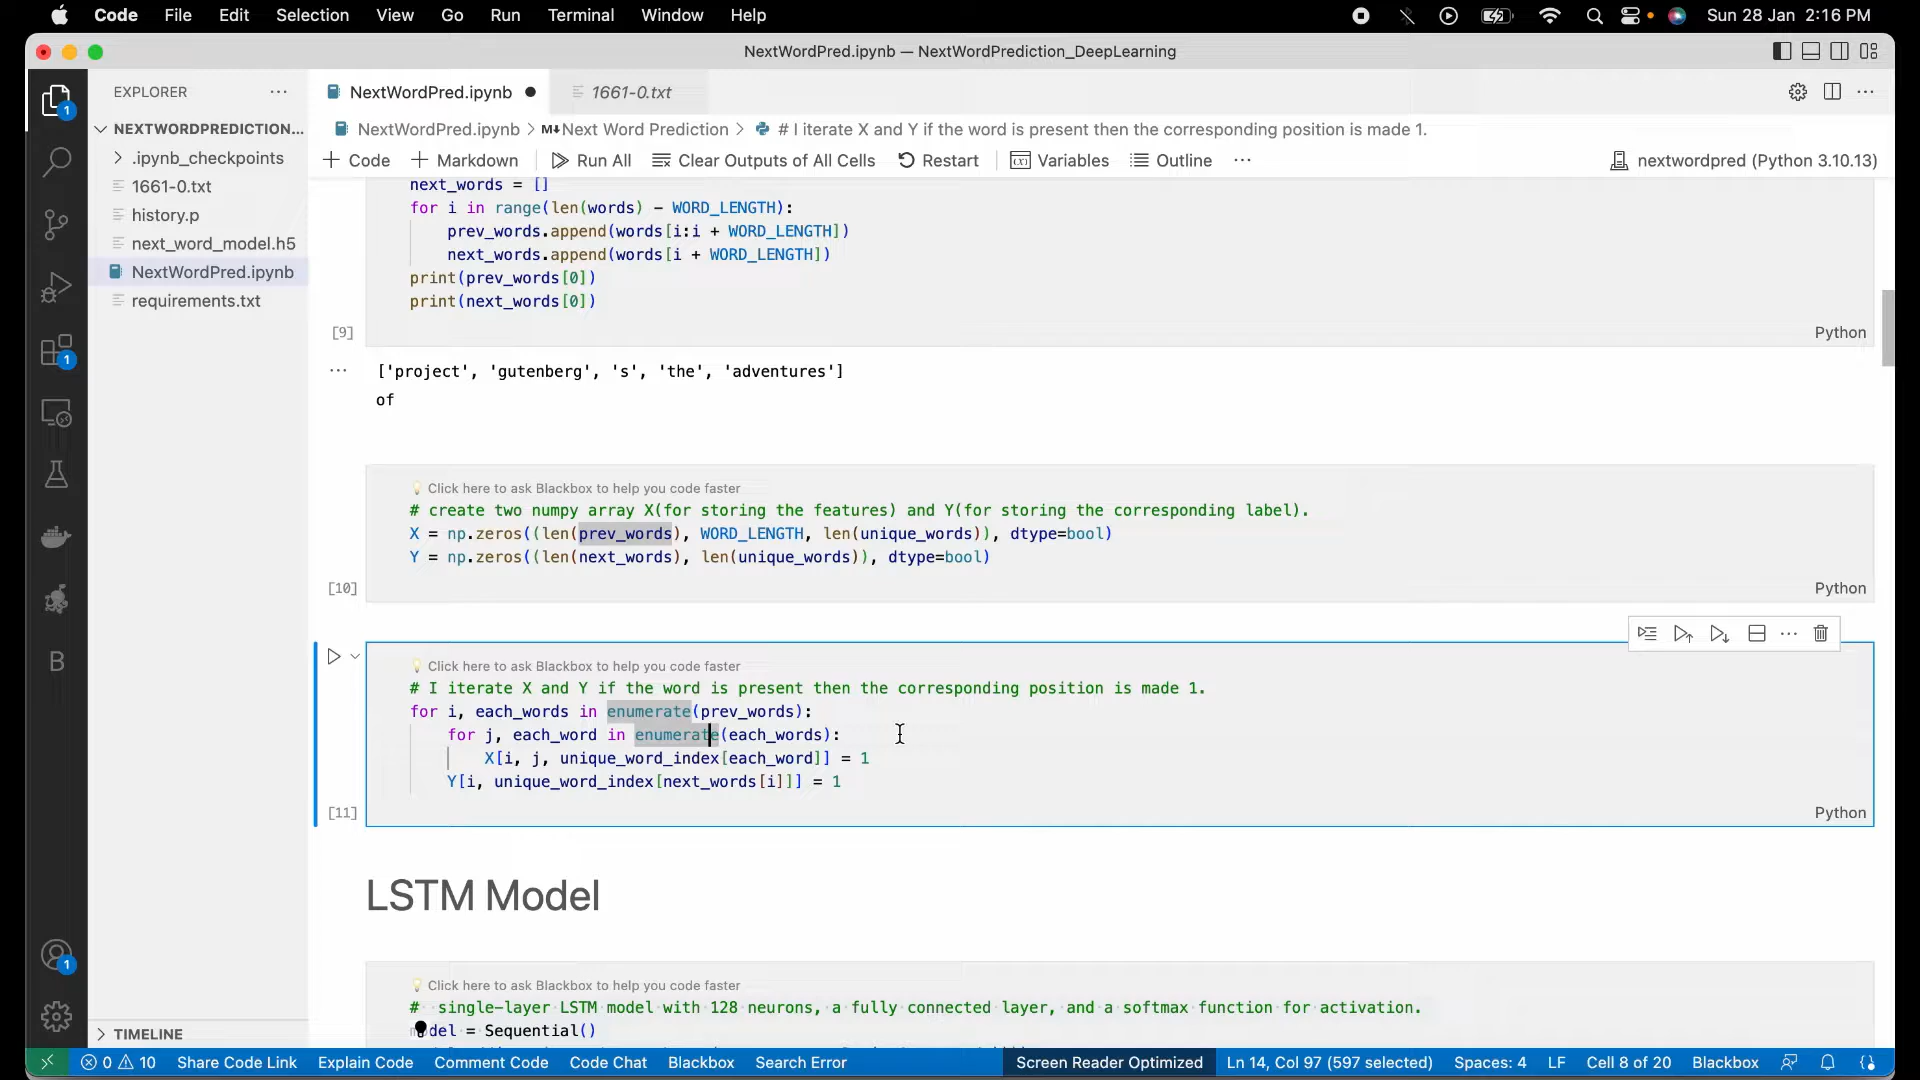 Code File Edit Selection View Go Run Terminal Window Help Sun 28 Jan 2:16 PM
NextWordPred.ipynb — NextWordPrediction_DeepLearning
EXPLORER ···
NextWordPred.ipynb
1661-0.txt
NEXTWORDPREDICTION...
.ipynb_checkpoints
1661-0.txt
history.p
next_word_model.h5
NextWordPred.ipynb
requirements.txt
TIMELINE
NextWordPred.ipynb > M↓Next Word Prediction > # I iterate X and Y if the word is present then the corresponding position is made 1.
+ Code + Markdown Run All Clear Outputs of All Cells Restart Variables Outline ··· nextwordpred (Python 3.10.13)
next_words = []
for i in range(len(words) - WORD_LENGTH):
prev_words.append(words[i:i + WORD_LENGTH])
next_words.append(words[i + WORD_LENGTH])
print(prev_words[0])
print(next_words[0])
[9] Python
··· ['project', 'gutenberg', 's', 'the', 'adventures']
of
Click here to ask Blackbox to help you code faster
# create two numpy array X(for storing the features) and Y(for storing the corresponding label).
X = np.zeros((len(prev_words), WORD_LENGTH, len(unique_words)), dtype=bool)
Y = np.zeros((len(next_words), len(unique_words)), dtype=bool)
[10] Python
Click here to ask Blackbox to help you code faster
# I iterate X and Y if the word is present then the corresponding position is made 1.
for i, each_words in enumerate(prev_words):
for j, each_word in enumerate(each_words):
X[i, j, unique_word_index[each_word]] = 1
Y[i, unique_word_index[next_words[i]]] = 1
[11] Python
LSTM Model
Click here to ask Blackbox to help you code faster
# single-layer LSTM model with 128 neurons, a fully connected layer, and a softmax function for activation.
model = Sequential()
0 10 Share Code Link Explain Code Comment Code Code Chat Blackbox Search Error Screen Reader Optimized Ln 14, Col 97 (597 selected) Spaces: 4 LF Cell 8 of 20 Blackbox